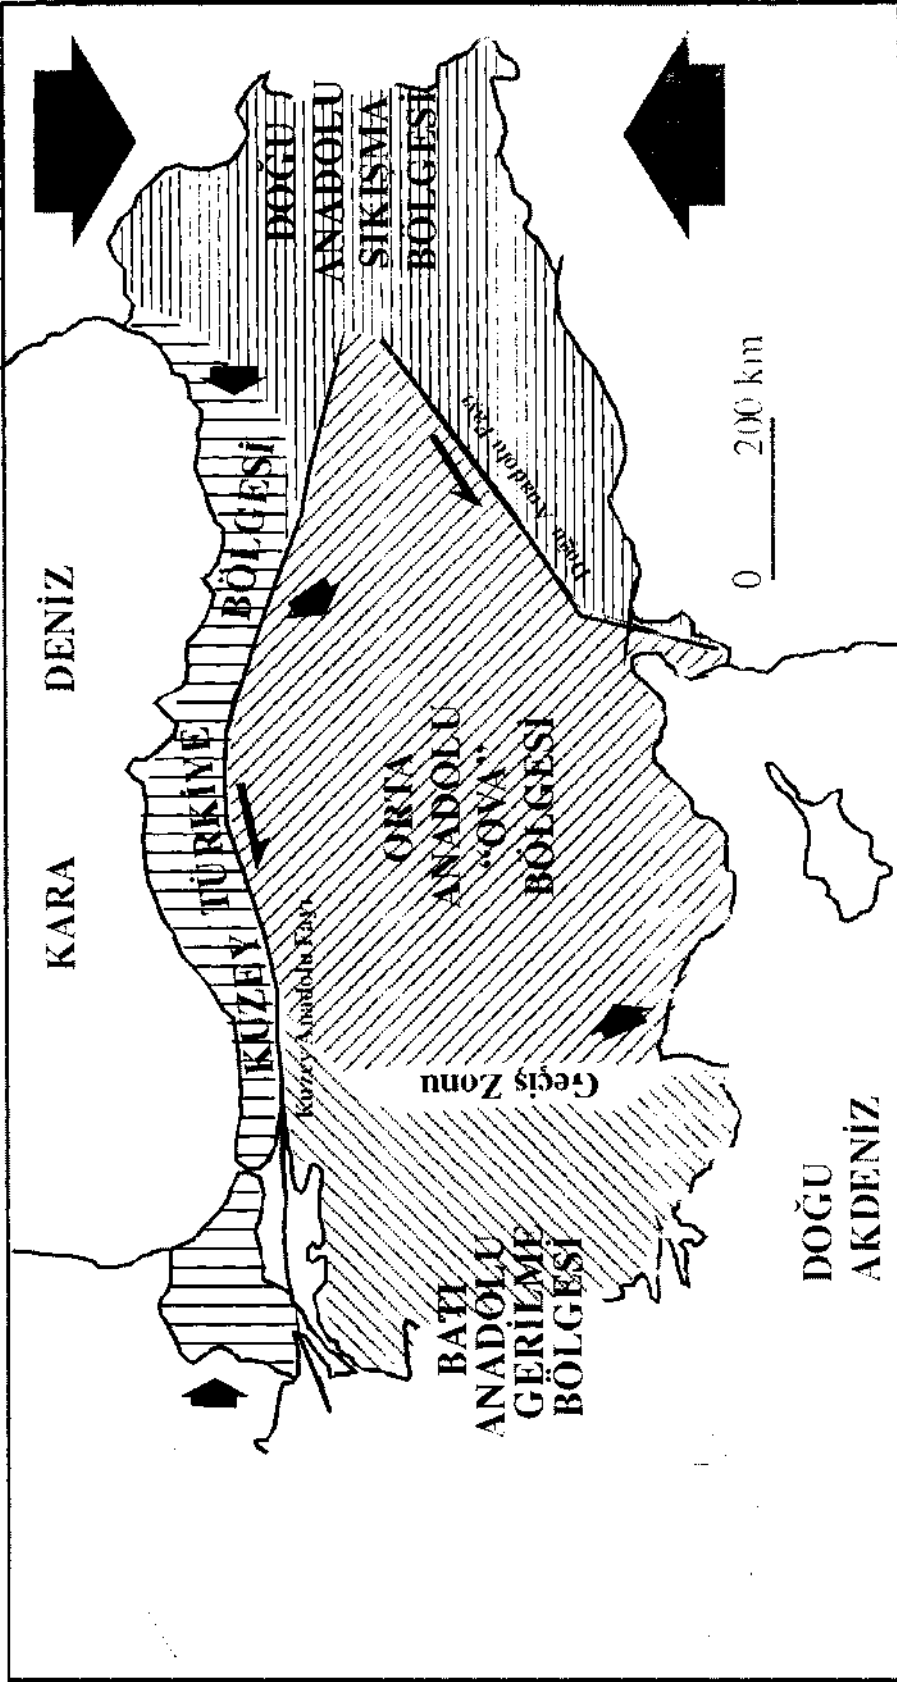 KARA DENİZ
KUZEY TÜRKİYE BÖLGESİ
DOĞU
ANADOLU
SIKIŞMA
BÖLGESİ
Kuzey Anadolu Fayı
Doğu Anadolu Fayı
ORTA
ANADOLU
“OVA”
BÖLGESİ
Geçiş Zonu
BATI
ANADOLU
GERİLME
BÖLGESİ
DOĞU
AKDENİZ
0 200 km